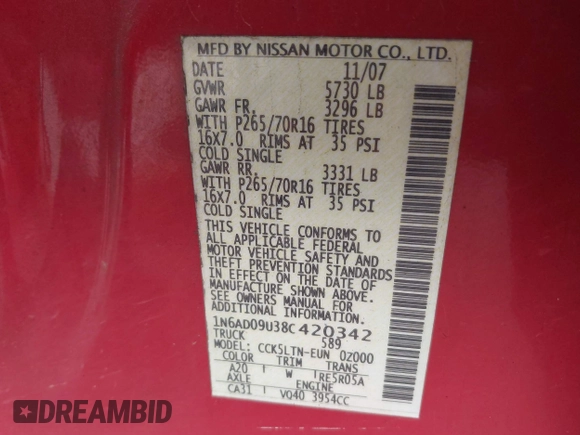 MFD BY NISSAN MOTOR CO., LTD.
DATE 11/07
GVWR 5730 LB
GAWR FR. 3296 LB
WITH P265/70R16 TIRES
16X7.0 RIMS AT 35 PSI
COLD SINGLE
GAWR RR. 3331 LB
WITH P265/70R16 TIRES
16X7.0 RIMS AT 35 PSI
COLD SINGLE
THIS VEHICLE CONFORMS TO
ALL APPLICABLE FEDERAL
MOTOR VEHICLE SAFETY AND
THEFT PREVENTION STANDARDS
IN EFFECT ON THE DATE OF
MANUFACTURE SHOWN ABOVE.
SEE OWNERS MANUAL FOR
ADDITIONAL INFORMATION.
1N6AD09U38C420342
TRUCK 589
MODEL: CCK5LTN-EUN 02000
COLOR TRIM TRANS
A20 W RE5R05A
AXLE ENGINE
CA31 VQ40 3954CC
DREAMBID